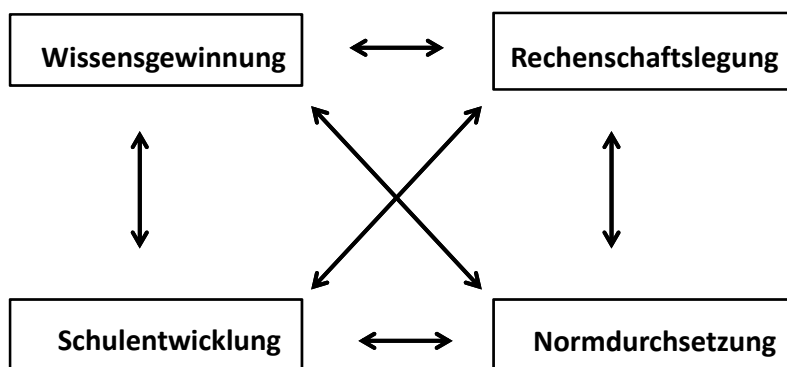 Wissensgewinnung
Rechenschaftslegung
Schulentwicklung
Normdurchsetzung